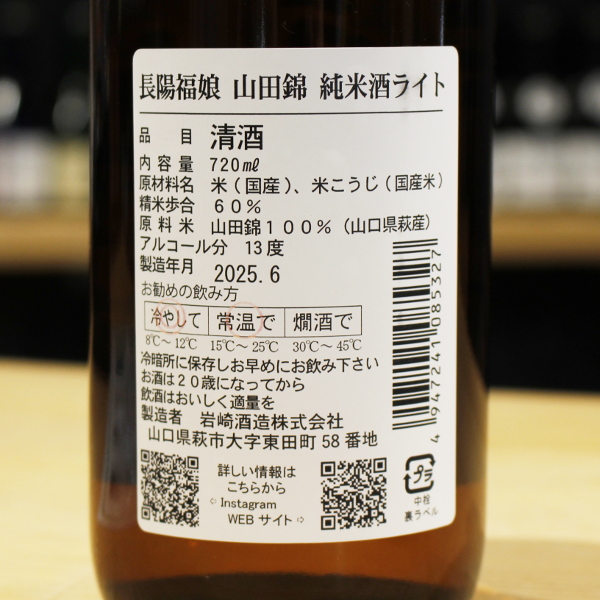 長陽福娘 山田錦 純米酒ライト
品目 清酒
内容量 720㎖
原材料名 米(国産)、米こうじ(国産米)
精米歩合 60%
原料米 山田錦100%(山口県萩産)
アルコール分 13度
製造年月 2025.6
お勧めの飲み方
冷やして 常温で 燗酒で
8℃〜12℃ 15℃〜25℃ 30℃〜45℃
冷暗所に保存しお早めにお飲み下さい
お酒は20歳になってから
飲酒はおいしく適量を
製造者 岩崎酒造株式会社
山口県萩市大字東田町58番地
詳しい情報は
こちらから
⇦ Instagram
WEB サイト ⇨
4947241085327
プラ
中栓
裏ラベル